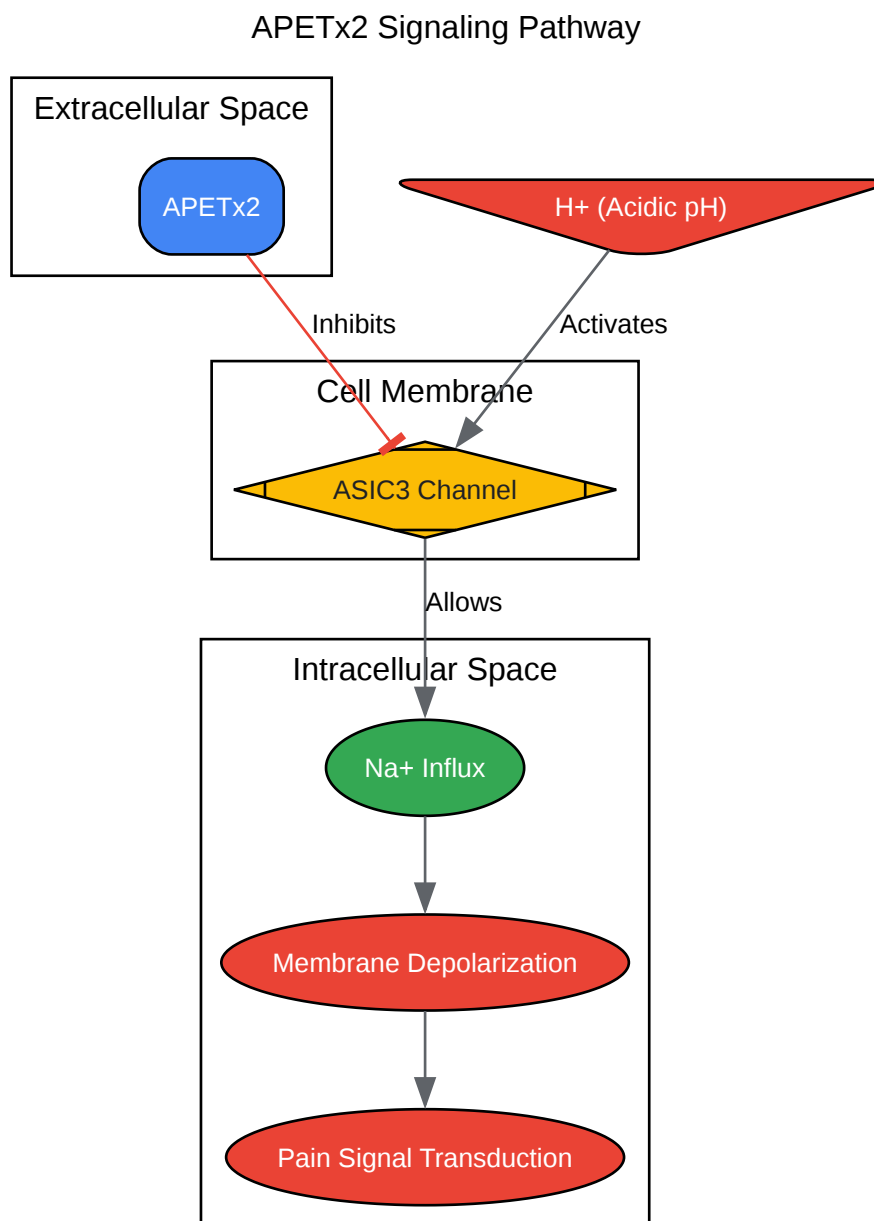 APETx2 Signaling Pathway
Extracellular Space
APETx2
H+ (Acidic pH)
Inhibits
Activates
Cell Membrane
ASIC3 Channel
Allows
Intracellular Space
Na+ Influx
Membrane Depolarization
Pain Signal Transduction